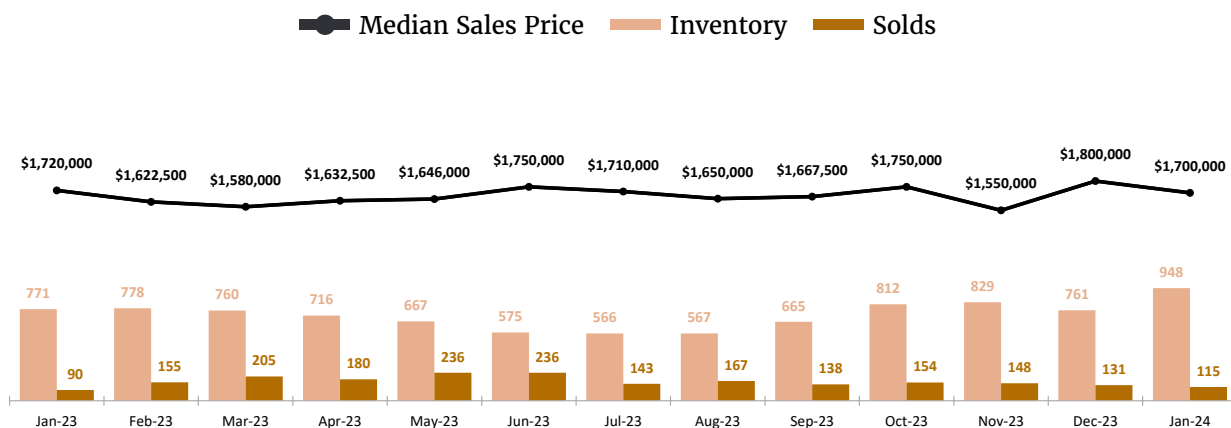 Median Sales Price Inventory Solds
$1,720,000 $1,622,500 $1,580,000 $1,632,500 $1,646,000 $1,750,000 $1,710,000 $1,650,000 $1,667,500 $1,750,000 $1,550,000 $1,800,000 $1,700,000
771 778 760 716 667 575 566 567 665 812 829 761 948
90 155 205 180 236 236 143 167 138 154 148 131 115
Jan-23 Feb-23 Mar-23 Apr-23 May-23 Jun-23 Jul-23 Aug-23 Sep-23 Oct-23 Nov-23 Dec-23 Jan-24